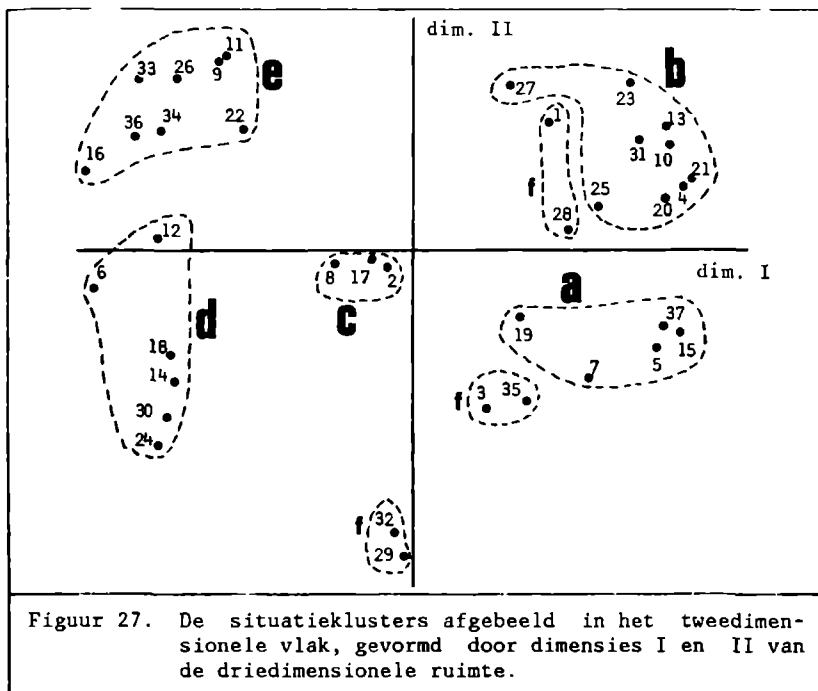 dim. II
11
33
26
9
e
36
34
22
16
27
23
b
13
1
31
10
21
f
25
20
4
28
12
6
8
17
2
dim. I
c
a
d
19
37
5
15
18
7
14
f
3
35
30
24
f
32
29
Figuur 27. De situatieklusters afgebeeld in het tweedimen-
sionele vlak, gevormd door dimensies I en II van
de driedimensionele ruimte.